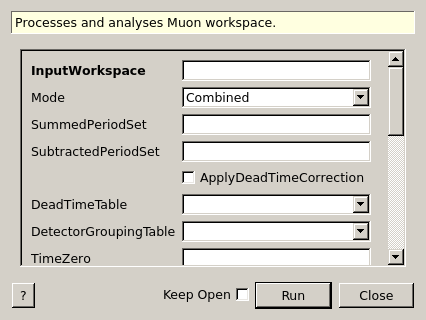 Processes and analyses Muon workspace.
InputWorkspace
Mode Combined
SummedPeriodSet
SubtractedPeriodSet
ApplyDeadTimeCorrection
DeadTimeTable
DetectorGroupingTable
TimeZero
? Keep Open Run Close